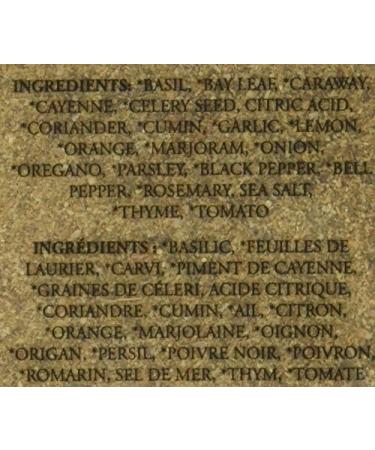 INGREDIENTS: *BASIL, *BAY LEAF, *CARAWAY,
*CAYENNE, *CELERY SEED, CITRIC ACID,
*CORIANDER, *CUMIN, *GARLIC, *LEMON,
*ORANGE, *MARJORAM, *ONION,
*OREGANO, *PARSLEY, *BLACK PEPPER, *BELL
PEPPER, *ROSEMARY, SEA SALT,
*THYME, *TOMATO
INGRÉDIENTS : *BASILIC, *FEUILLES DE
LAURIER, *CARVI, *PIMENT DE CAYENNE,
*GRAINES DE CÉLERI, ACIDE CITRIQUE,
*CORIANDRE, *CUMIN, *AIL, *CITRON,
*ORANGE, *MARJOLAINE, *OIGNON,
*ORIGAN, *PERSIL, *POIVRE NOIR, *POIVRON,
*ROMARIN, SEL DE MER, *THYM, *TOMATE